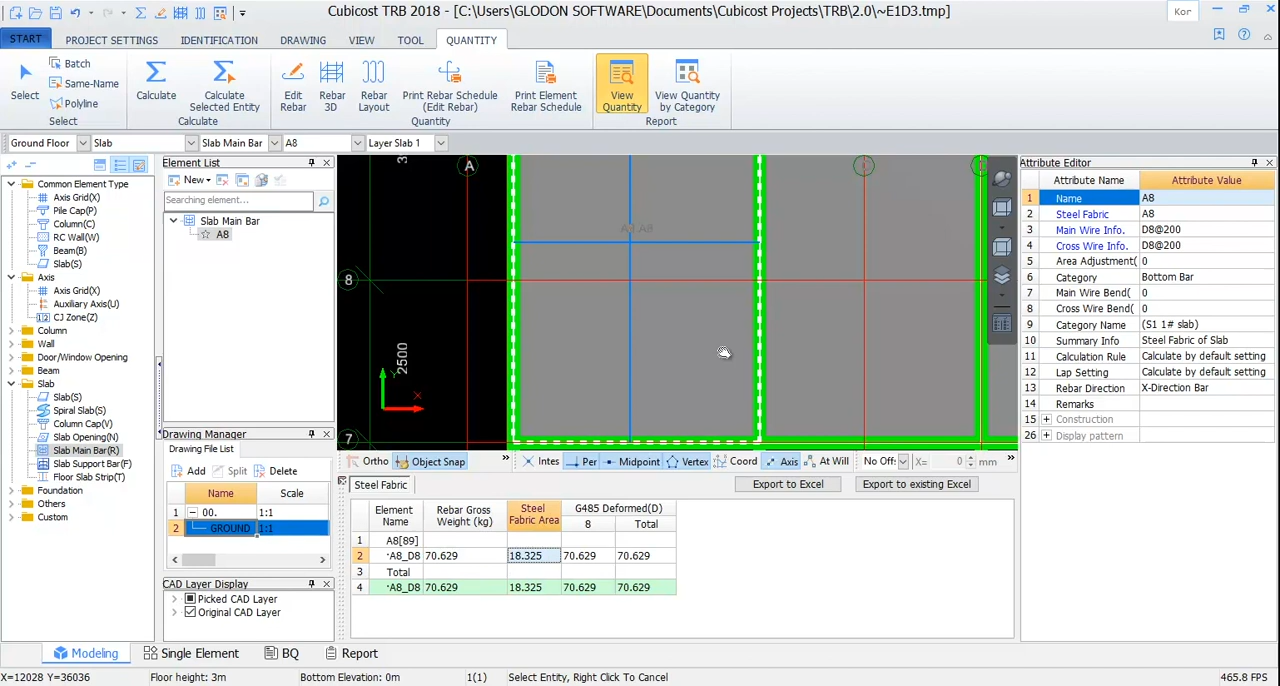 Cubicost TRB 2018 - [C:\Users\GLODON SOFTWARE\Documents\Cubicost Projects\TRB\2.0\~E1D3.tmp]
Kor
START PROJECT SETTINGS IDENTIFICATION DRAWING VIEW TOOL QUANTITY
Select
Batch
Same-Name
Polyline
Calculate
Calculate Selected Entity
Edit Rebar
Rebar 3D
Rebar Layout
Print Rebar Schedule (Edit Rebar)
Print Element Rebar Schedule
View Quantity
View Quantity by Category
Select Calculate Quantity Report
Ground Floor Slab Slab Main Bar A8 Layer Slab 1
Common Element Type
Axis Grid(X)
Pile Cap(P)
Column(C)
RC Wall(W)
Beam(B)
Slab(S)
Axis
Axis Grid(X)
Auxiliary Axis(U)
CJ Zone(Z)
Column
Wall
Door/Window Opening
Beam
Slab
Slab(S)
Spiral Slab(S)
Column Cap(V)
Slab Opening(N)
Slab Main Bar(R)
Slab Support Bar(F)
Floor Slab Strip(T)
Foundation
Others
Custom
Element List
New
Searching element...
Slab Main Bar
A8
Drawing Manager
Drawing File List
Add Split Delete
Name Scale
1 00. 1:1
2 GROUND 1:1
CAD Layer Display
Picked CAD Layer
Original CAD Layer
A
8
2500
7
X
Y
Ortho Object Snap Intes Per Midpoint Vertex Coord Axis At Will No Off: X= 0 mm
Steel Fabric Export to Excel Export to existing Excel
Element Name Rebar Gross Weight (kg) Steel Fabric Area G485 Deformed(D)
8 Total
1 A8[89]
2 A8_D8 70.629 18.325 70.629 70.629
3 Total
4 A8_D8 70.629 18.325 70.629 70.629
Attribute Editor
Attribute Name Attribute Value
1 Name A8
2 Steel Fabric A8
3 Main Wire Info. D8@200
4 Cross Wire Info. D8@200
5 Area Adjustment( 0
6 Category Bottom Bar
7 Main Wire Bend( 0
8 Cross Wire Bend( 0
9 Category Name (S1 1# slab)
10 Summary Info Steel Fabric of Slab
11 Calculation Rule Calculate by default setting
12 Lap Setting Calculate by default setting
13 Rebar Direction X-Direction Bar
14 Remarks
15 Construction
26 Display pattern
Modeling Single Element BQ Report
X=12028 Y=36036 Floor height: 3m Bottom Elevation: 0m 1(1) Select Entity, Right Click To Cancel 465.8 FPS